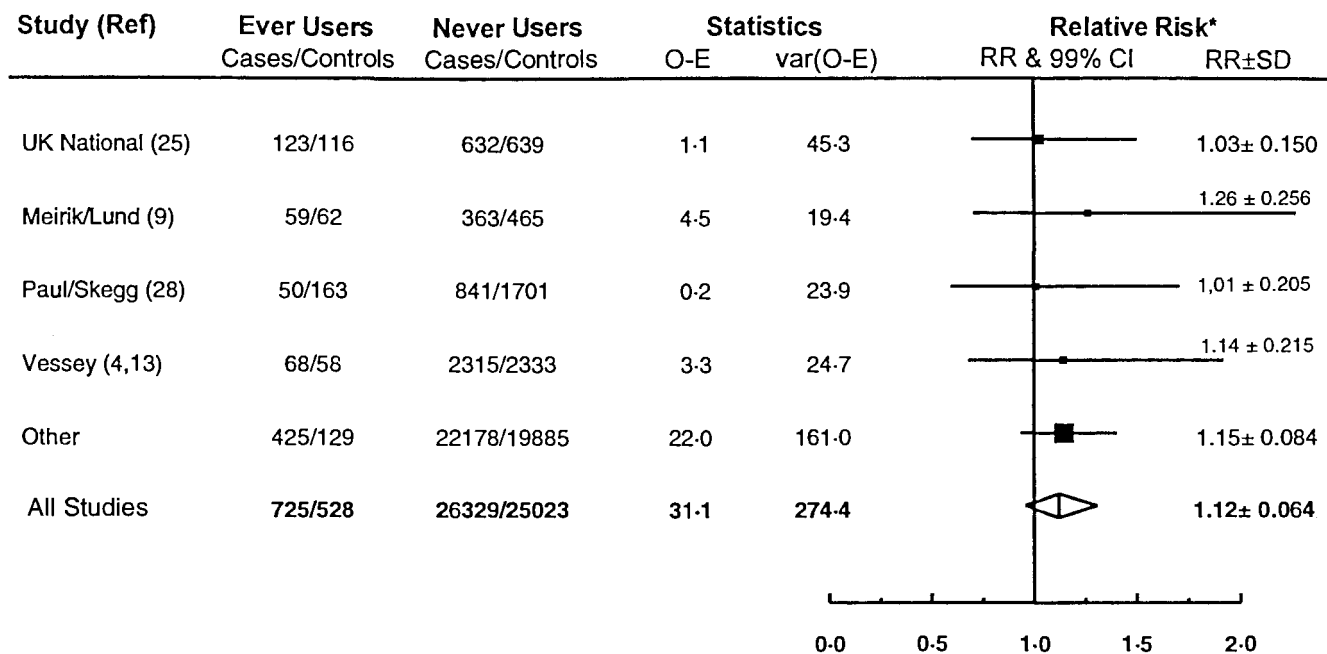 Study (Ref) Ever Users Never Users Statistics Relative Risk*
Cases/Controls Cases/Controls O-E var(O-E) RR & 99% CI RR±SD
UK National (25) 123/116 632/639 1·1 45·3 1.03± 0.150
Meirik/Lund (9) 59/62 363/465 4·5 19·4 1.26 ± 0.256
Paul/Skegg (28) 50/163 841/1701 0·2 23·9 1,01 ± 0.205
Vessey (4,13) 68/58 2315/2333 3·3 24·7 1.14 ± 0.215
Other 425/129 22178/19885 22·0 161·0 1.15± 0.084
All Studies 725/528 26329/25023 31·1 274·4 1.12± 0.064
0·0 0·5 1·0 1·5 2·0